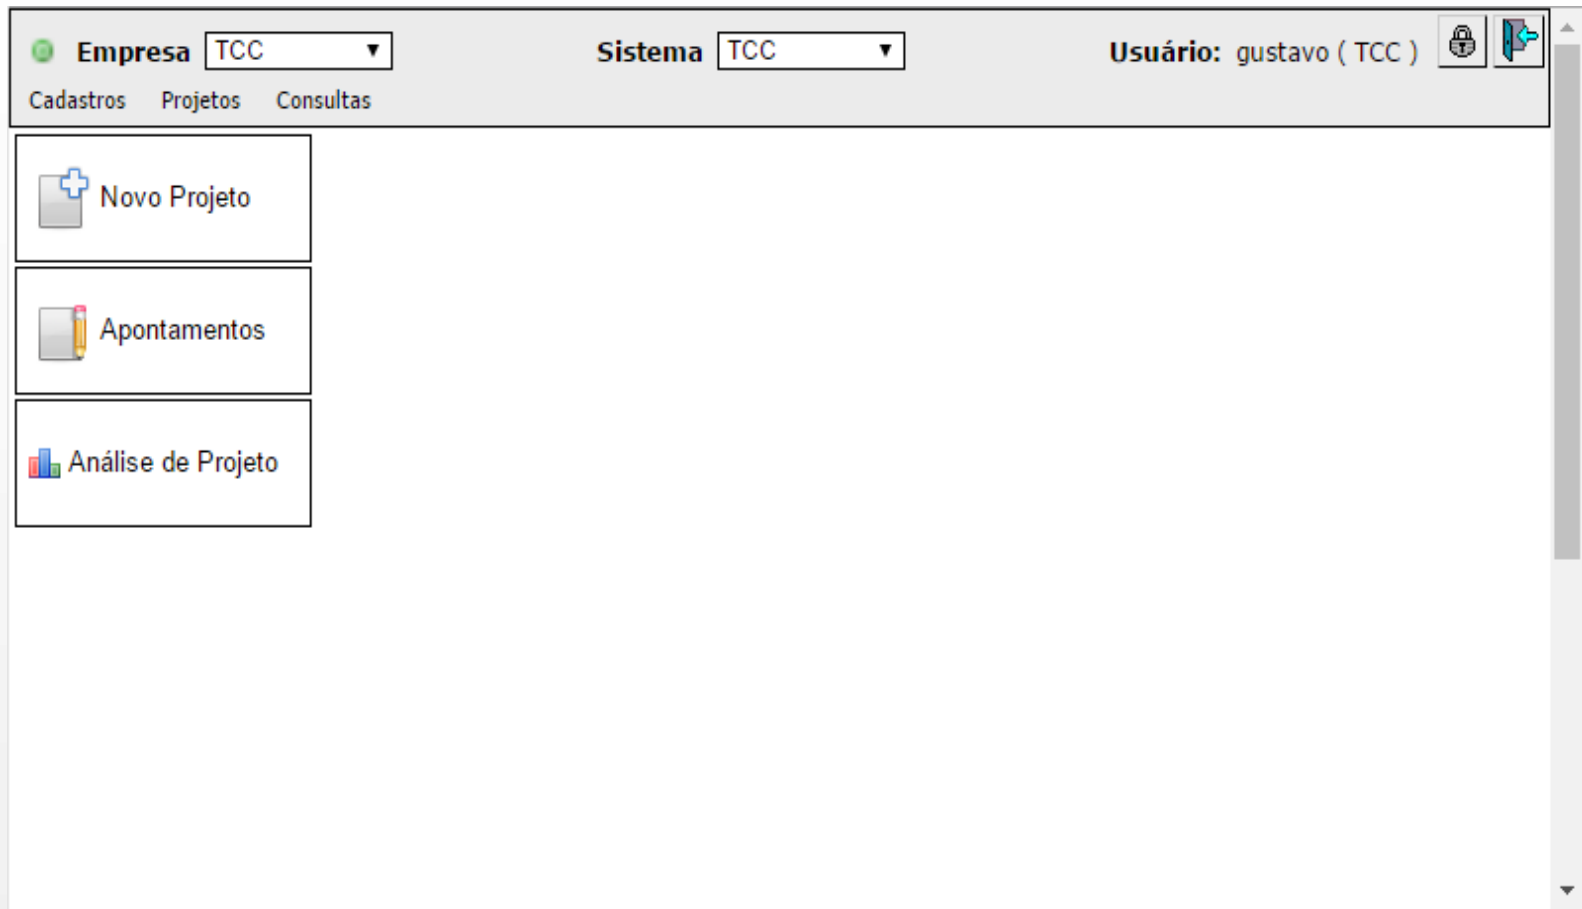 Empresa TCC Sistema TCC Usuário: gustavo ( TCC )
Cadastros Projetos Consultas
Novo Projeto
Apontamentos
Análise de Projeto